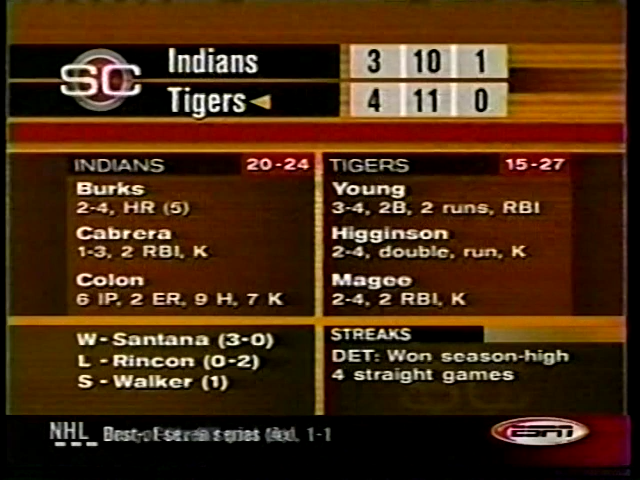 SC
Indians 3 10 1
Tigers 4 11 0
INDIANS 20-24
Burks
2-4, HR (5)
Cabrera
1-3, 2 RBI, K
Colon
6 IP, 2 ER, 9 H, 7 K
TIGERS 15-27
Young
3-4, 2B, 2 runs, RBI
Higginson
2-4, double, run, K
Magee
2-4, 2 RBI, K
W - Santana (3-0)
L - Rincon (0-2)
S - Walker (1)
STREAKS
DET: Won season-high
4 straight games
NHL 1-1
ESPN